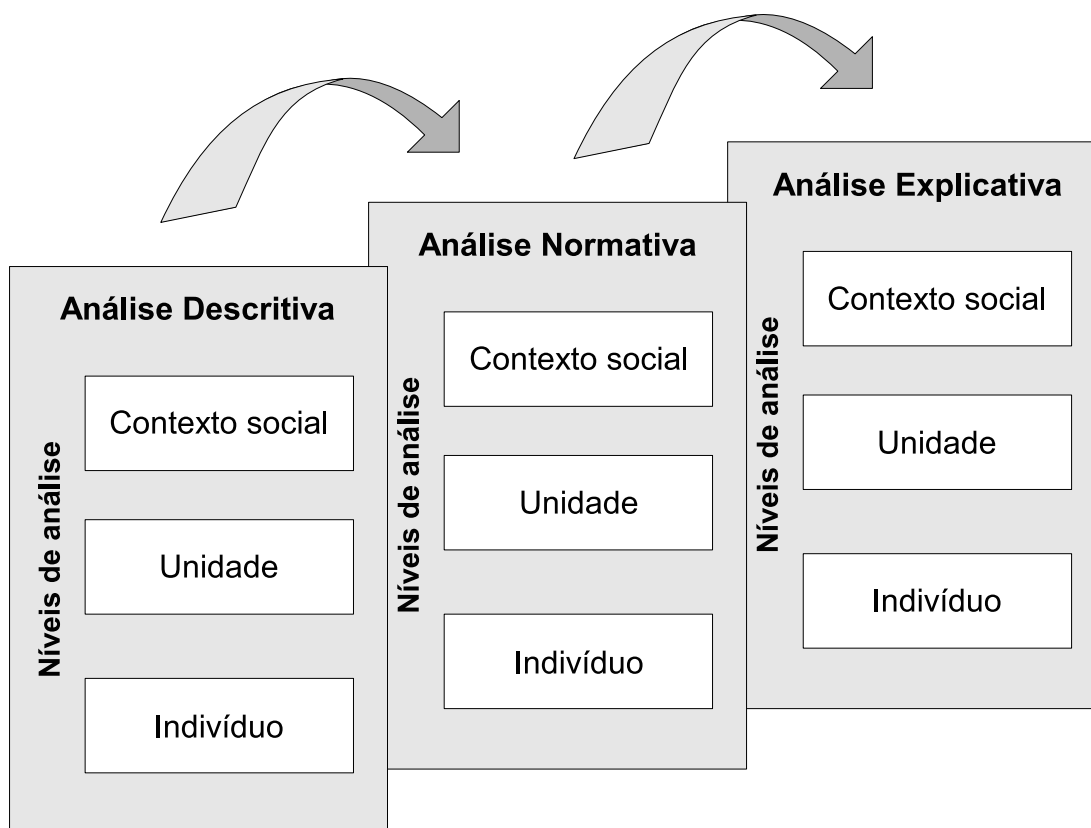 Análise Descritiva
Níveis de análise
Contexto social
Unidade
Indivíduo
Análise Normativa
Níveis de análise
Contexto social
Unidade
Indivíduo
Análise Explicativa
Níveis de análise
Contexto social
Unidade
Indivíduo